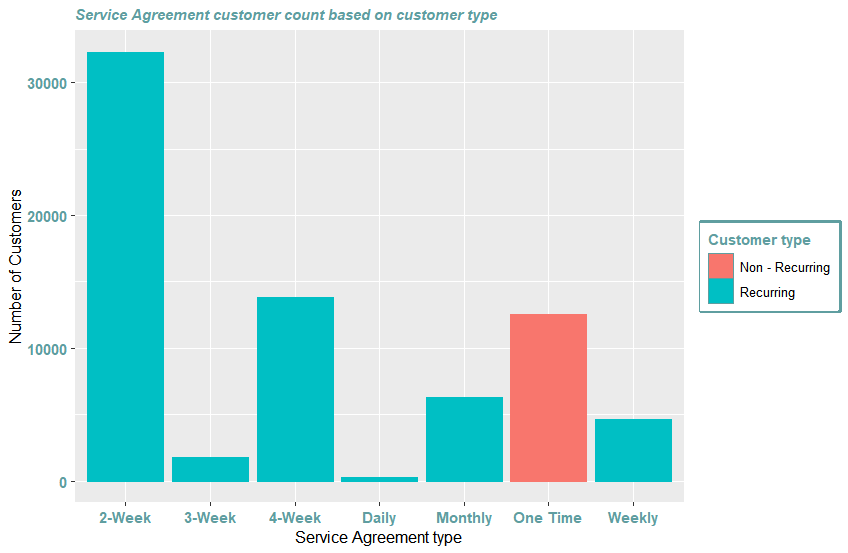 Service Agreement customer count based on customer type
Number of Customers
30000
20000
10000
0
2-Week 3-Week 4-Week Daily Monthly One Time Weekly
Service Agreement type
Customer type
Non - Recurring
Recurring